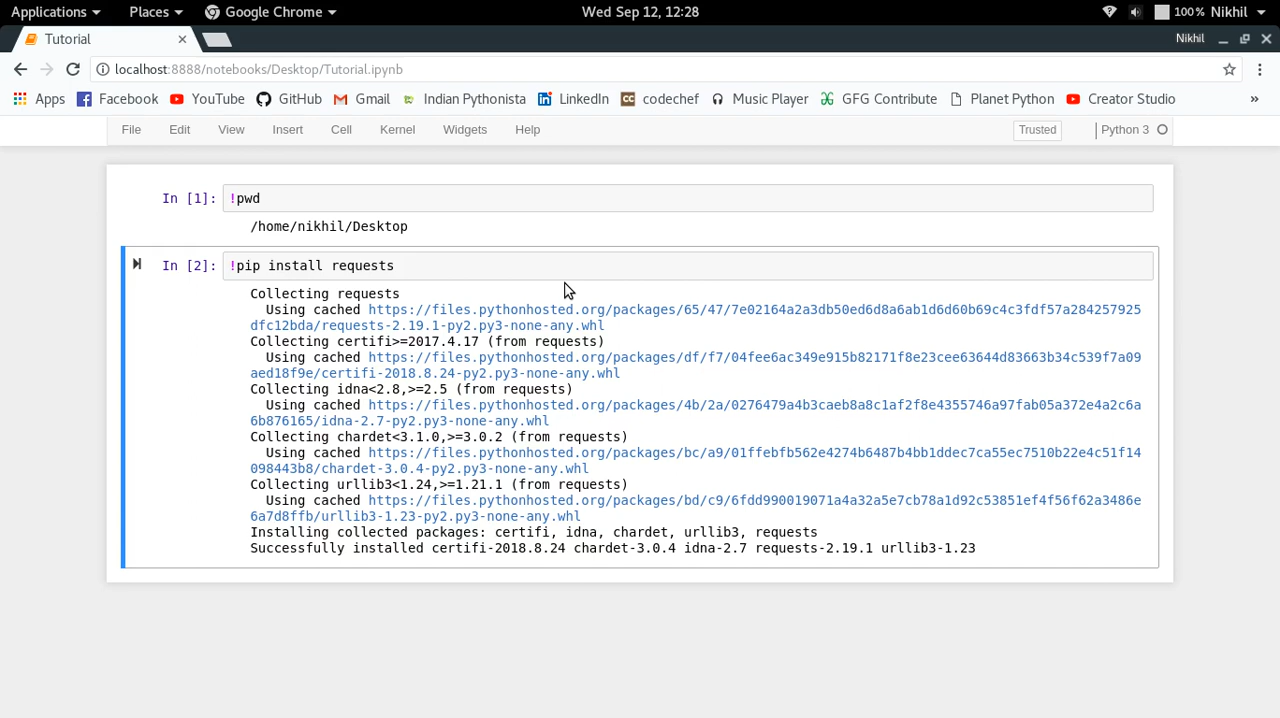 Applications Places Google Chrome Wed Sep 12, 12:28 100% Nikhil
Tutorial Nikhil
localhost:8888/notebooks/Desktop/Tutorial.ipynb
Apps Facebook YouTube GitHub Gmail Indian Pythonista LinkedIn codechef Music Player GFG Contribute Planet Python Creator Studio »
File Edit View Insert Cell Kernel Widgets Help Trusted Python 3
In [1]: !pwd
/home/nikhil/Desktop
In [2]: !pip install requests
Collecting requests
Using cached https://files.pythonhosted.org/packages/65/47/7e02164a2a3db50ed6d8a6ab1d6d60b69c4c3fdf57a284257925
dfc12bda/requests-2.19.1-py2.py3-none-any.whl
Collecting certifi>=2017.4.17 (from requests)
Using cached https://files.pythonhosted.org/packages/df/f7/04fee6ac349e915b82171f8e23cee63644d83663b34c539f7a09
aed18f9e/certifi-2018.8.24-py2.py3-none-any.whl
Collecting idna<2.8,>=2.5 (from requests)
Using cached https://files.pythonhosted.org/packages/4b/2a/0276479a4b3caeb8a8c1af2f8e4355746a97fab05a372e4a2c6a
6b876165/idna-2.7-py2.py3-none-any.whl
Collecting chardet<3.1.0,>=3.0.2 (from requests)
Using cached https://files.pythonhosted.org/packages/bc/a9/01ffebfb562e4274b6487b4bb1ddec7ca55ec7510b22e4c51f14
098443b8/chardet-3.0.4-py2.py3-none-any.whl
Collecting urllib3<1.24,>=1.21.1 (from requests)
Using cached https://files.pythonhosted.org/packages/bd/c9/6fdd990019071a4a32a5e7cb78a1d92c53851ef4f56f62a3486e
6a7d8ffb/urllib3-1.23-py2.py3-none-any.whl
Installing collected packages: certifi, idna, chardet, urllib3, requests
Successfully installed certifi-2018.8.24 chardet-3.0.4 idna-2.7 requests-2.19.1 urllib3-1.23